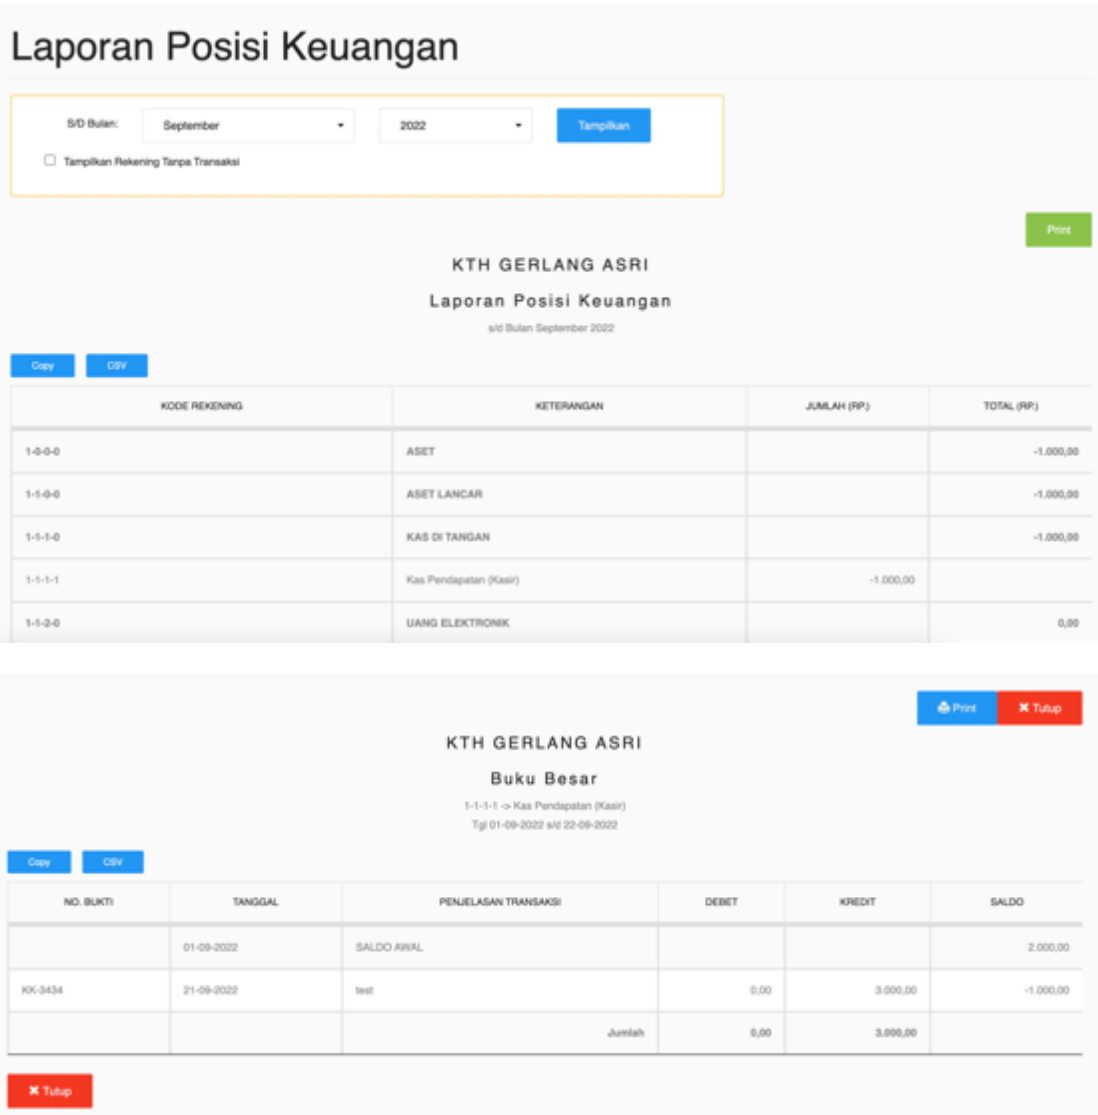 Laporan Posisi Keuangan
S/D Bulan: September 2022 Tampilkan
Tampilkan Rekening Tanpa Transaksi
Print
KTH GERLANG ASRI
Laporan Posisi Keuangan
s/d Bulan September 2022
Copy CSV
KODE REKENING KETERANGAN JUMLAH (RP.) TOTAL (RP.)
1-0-0-0 ASET -1.000,00
1-1-0-0 ASET LANCAR -1.000,00
1-1-1-0 KAS DI TANGAN -1.000,00
1-1-1-1 Kas Pendapatan (Kasir) -1.000,00
1-1-2-0 UANG ELEKTRONIK 0,00
Print Tutup
KTH GERLANG ASRI
Buku Besar
1-1-1-1 -> Kas Pendapatan (Kasir)
Tgl 01-09-2022 s/d 22-09-2022
Copy CSV
NO. BUKTI TANGGAL PENJELASAN TRANSAKSI DEBET KREDIT SALDO
01-09-2022 SALDO AWAL 2.000,00
KK-3434 21-09-2022 test 0,00 3.000,00 -1.000,00
Jumlah 0,00 3.000,00
Tutup